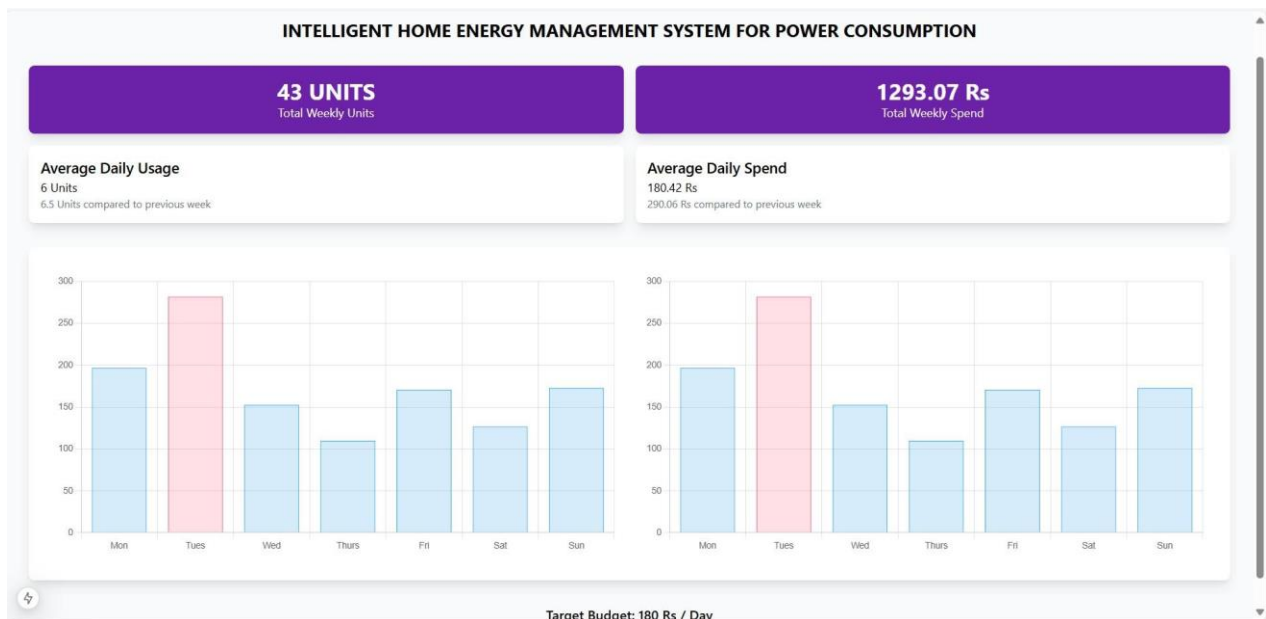 INTELLIGENT HOME ENERGY MANAGEMENT SYSTEM FOR POWER CONSUMPTION
43 UNITS
Total Weekly Units
1293.07 Rs
Total Weekly Spend
Average Daily Usage
6 Units
6.5 Units compared to previous week
Average Daily Spend
180.42 Rs
290.06 Rs compared to previous week
300
250
200
150
100
50
0
Mon Tues Wed Thurs Fri Sat Sun
300
250
200
150
100
50
0
Mon Tues Wed Thurs Fri Sat Sun
Target Budget: 180 Rs / Day